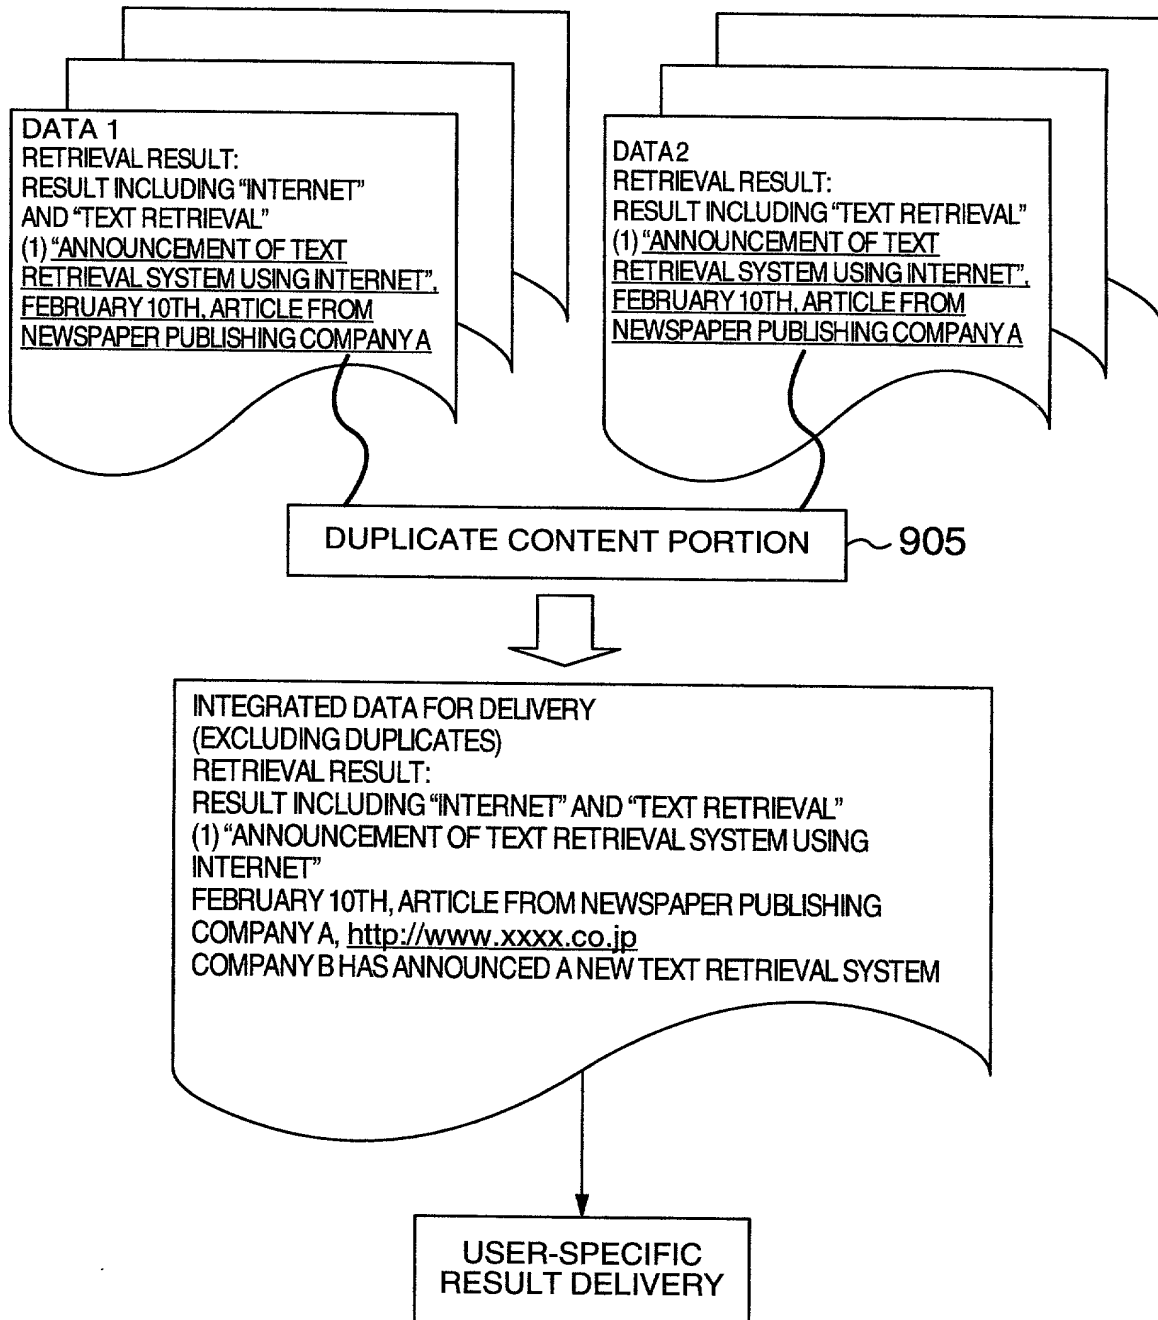 DATA 1
RETRIEVAL RESULT:
RESULT INCLUDING “INTERNET”
AND “TEXT RETRIEVAL”
(1) “ANNOUNCEMENT OF TEXT
RETRIEVAL SYSTEM USING INTERNET”,
FEBRUARY 10TH, ARTICLE FROM
NEWSPAPER PUBLISHING COMPANY A
DATA2
RETRIEVAL RESULT:
RESULT INCLUDING “TEXT RETRIEVAL”
(1) “ANNOUNCEMENT OF TEXT
RETRIEVAL SYSTEM USING INTERNET”,
FEBRUARY 10TH, ARTICLE FROM
NEWSPAPER PUBLISHING COMPANY A
DUPLICATE CONTENT PORTION
905
INTEGRATED DATA FOR DELIVERY
(EXCLUDING DUPLICATES)
RETRIEVAL RESULT:
RESULT INCLUDING “INTERNET” AND “TEXT RETRIEVAL”
(1) “ANNOUNCEMENT OF TEXT RETRIEVAL SYSTEM USING
INTERNET”
FEBRUARY 10TH, ARTICLE FROM NEWSPAPER PUBLISHING
COMPANY A, http://www.xxxx.co.jp
COMPANY B HAS ANNOUNCED A NEW TEXT RETRIEVAL SYSTEM
USER-SPECIFIC
RESULT DELIVERY